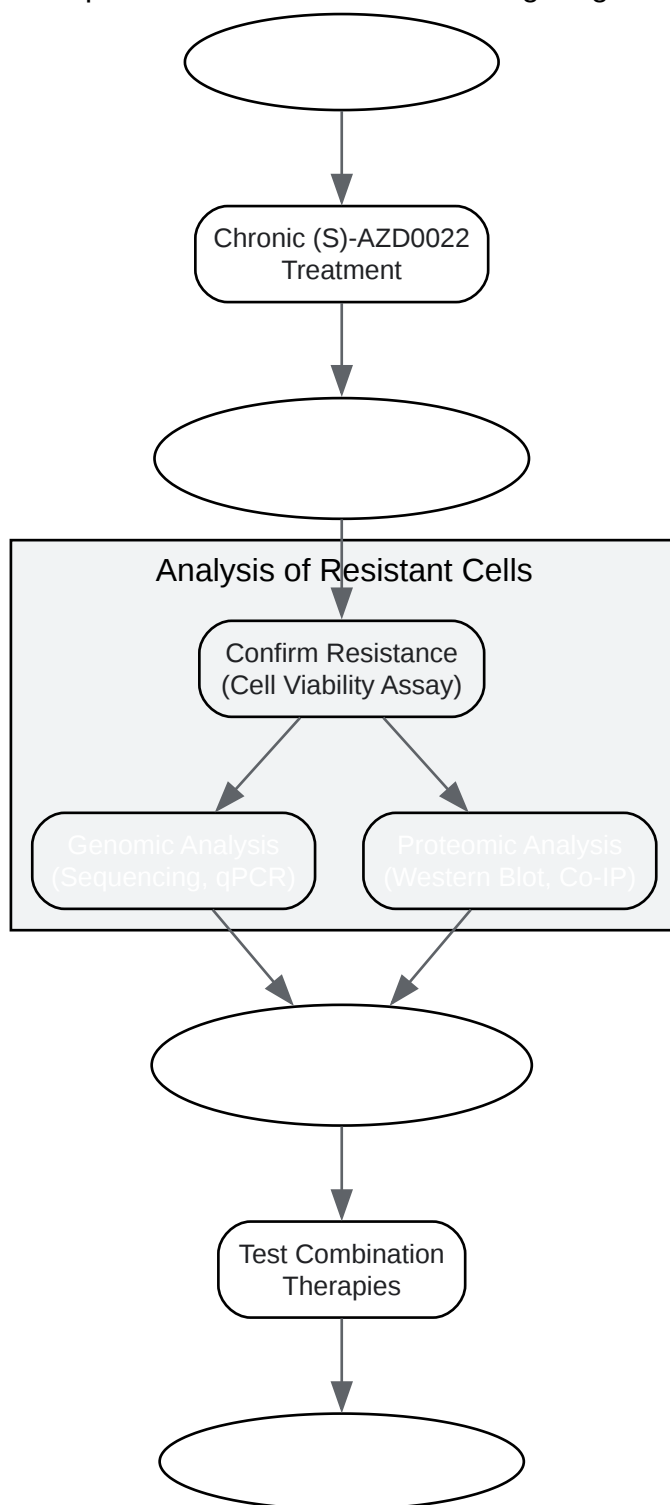 Chronic (S)-AZD0022
Treatment
Analysis of Resistant Cells
Confirm Resistance
(Cell Viability Assay)
Genomic Analysis
(Sequencing, qPCR)
Proteomic Analysis
(Western Blot, Co-IP)
Test Combination
Therapies